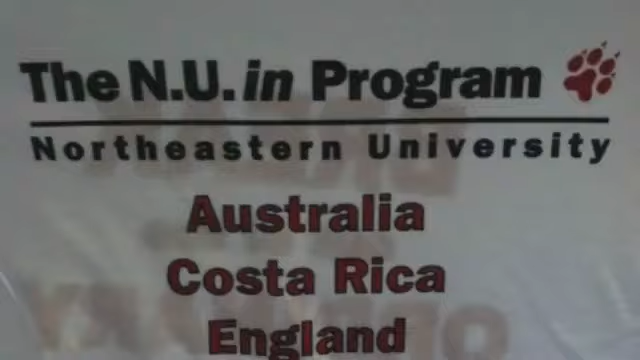 The N.U.in Program
Northeastern University
Australia
Costa Rica
England